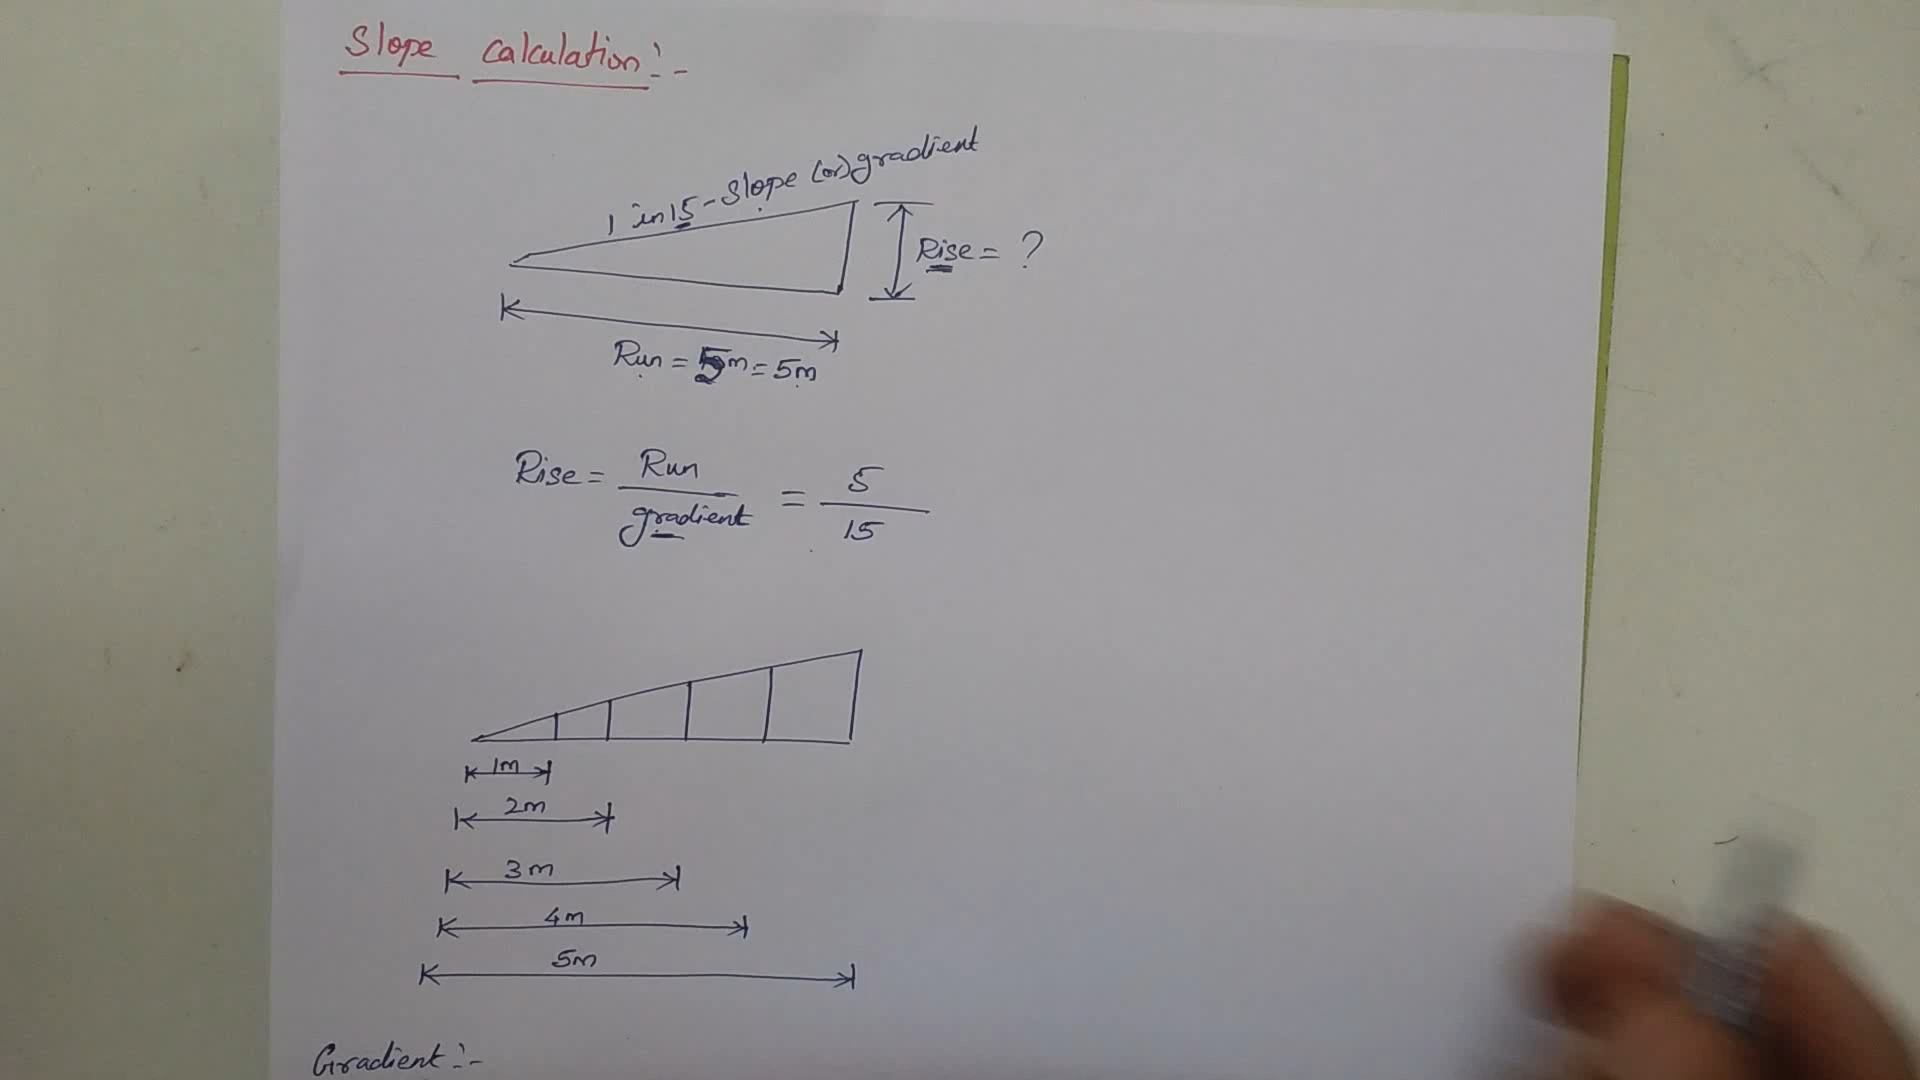 Slope calculation:-
1 in 15 - Slope (or) gradient
Rise = ?
Run = 5m = 5m
Rise = Run / gradient = 5 / 15
1m
2m
3m
4m
5m
Gradient:-